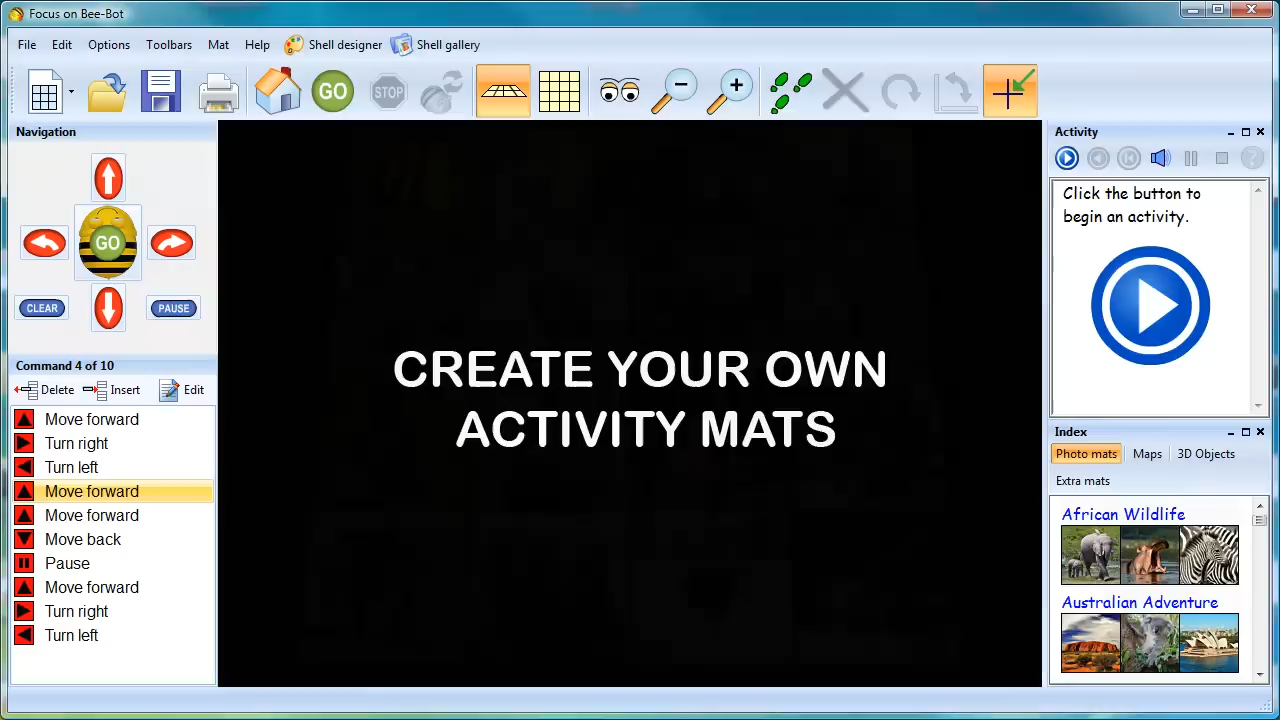 Focus on Bee-Bot
File Edit Options Toolbars Mat Help Shell designer Shell gallery
GO STOP
Navigation
GO
CLEAR PAUSE
Command 4 of 10
Delete Insert Edit
Move forward
Turn right
Turn left
Move forward
Move forward
Move back
Pause
Move forward
Turn right
Turn left
CREATE YOUR OWN
ACTIVITY MATS
Activity
Click the button to
begin an activity.
Index
Photo mats Maps 3D Objects
Extra mats
African Wildlife
Australian Adventure